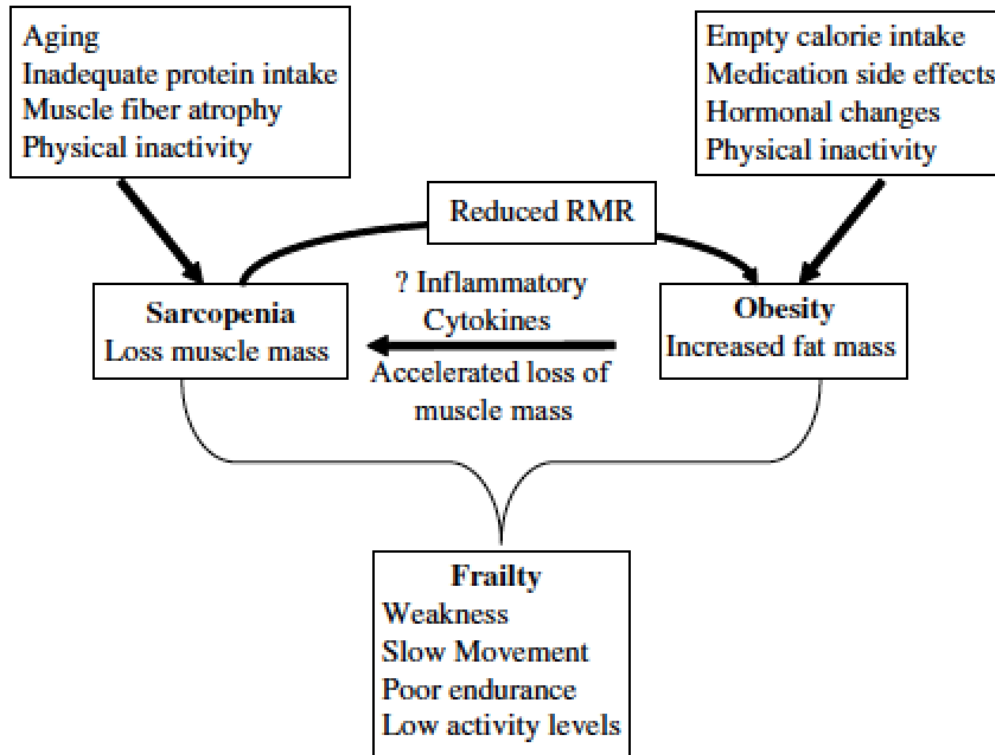 Aging
Inadequate protein intake
Muscle fiber atrophy
Physical inactivity
Empty calorie intake
Medication side effects
Hormonal changes
Physical inactivity
Reduced RMR
Sarcopenia
Loss muscle mass
? Inflammatory
Cytokines
Accelerated loss of
muscle mass
Obesity
Increased fat mass
Frailty
Weakness
Slow Movement
Poor endurance
Low activity levels